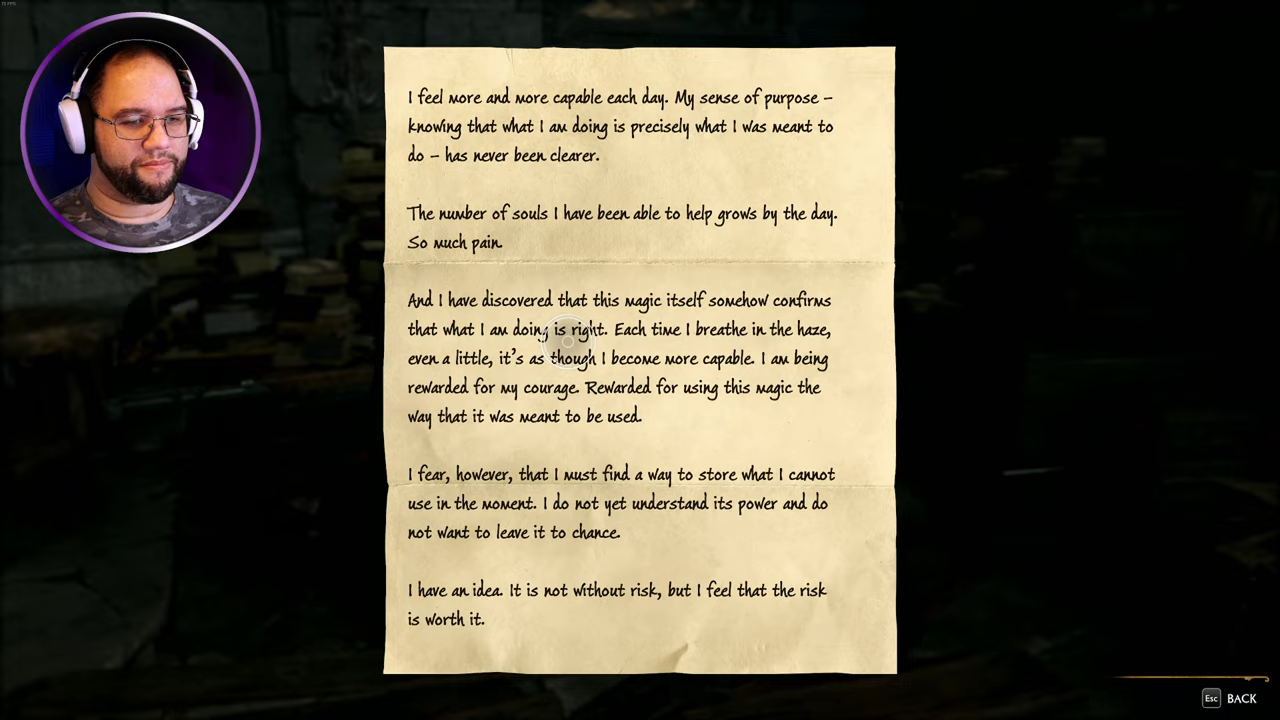 78 FPS
I feel more and more capable each day. My sense of purpose –
knowing that what I am doing is precisely what I was meant to
do – has never been clearer.
The number of souls I have been able to help grows by the day.
So much pain.
And I have discovered that this magic itself somehow confirms
that what I am doing is right. Each time I breathe in the haze,
even a little, it's as though I become more capable. I am being
rewarded for my courage. Rewarded for using this magic the
way that it was meant to be used.
I fear, however, that I must find a way to store what I cannot
use in the moment. I do not yet understand its power and do
not want to leave it to chance.
I have an idea. It is not without risk, but I feel that the risk
is worth it.
Esc BACK